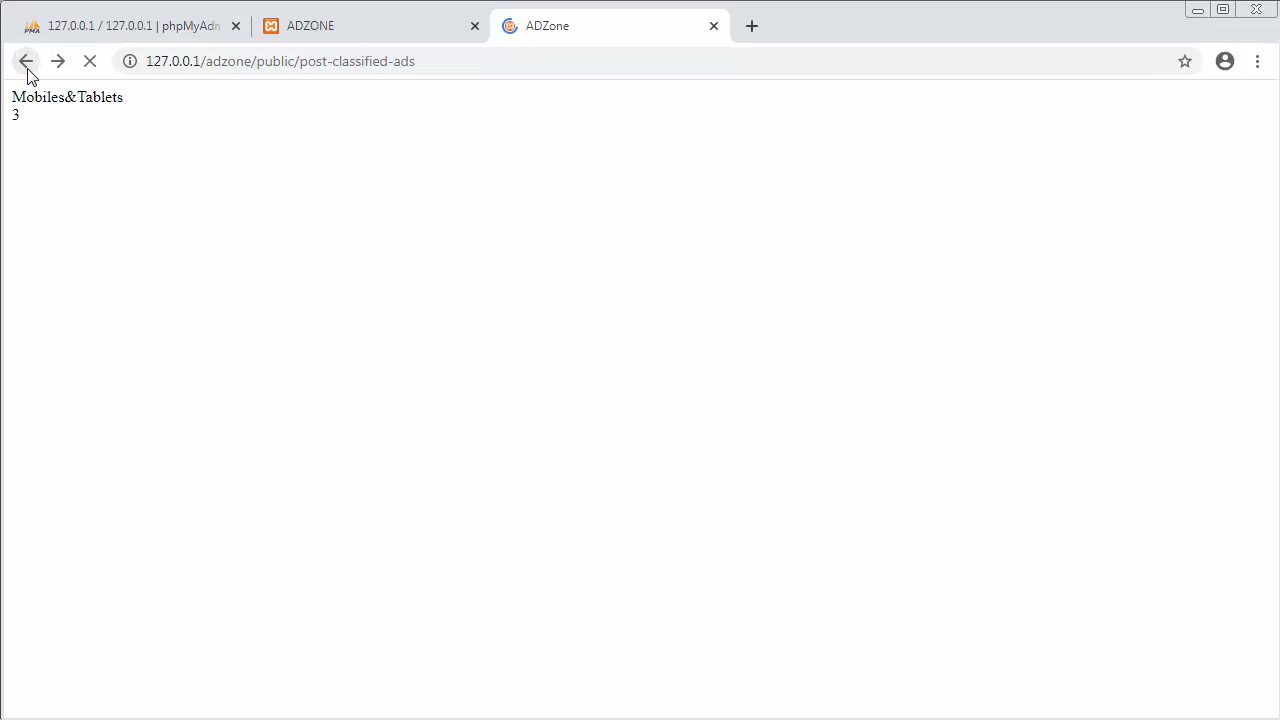 127.0.0.1 / 127.0.0.1 | phpMyAdn
ADZONE
ADZone
127.0.0.1/adzone/public/post-classified-ads
Mobiles&Tablets
3